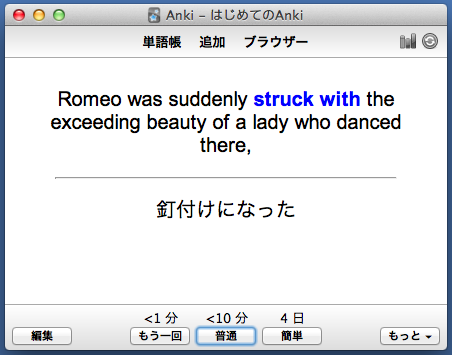 Anki – はじめてのAnki
単語帳 追加 ブラウザー
Romeo was suddenly struck with the
exceeding beauty of a lady who danced
there,
釘付けになった
<1 分 <10 分 4 日
編集 もう一回 普通 簡単 もっと